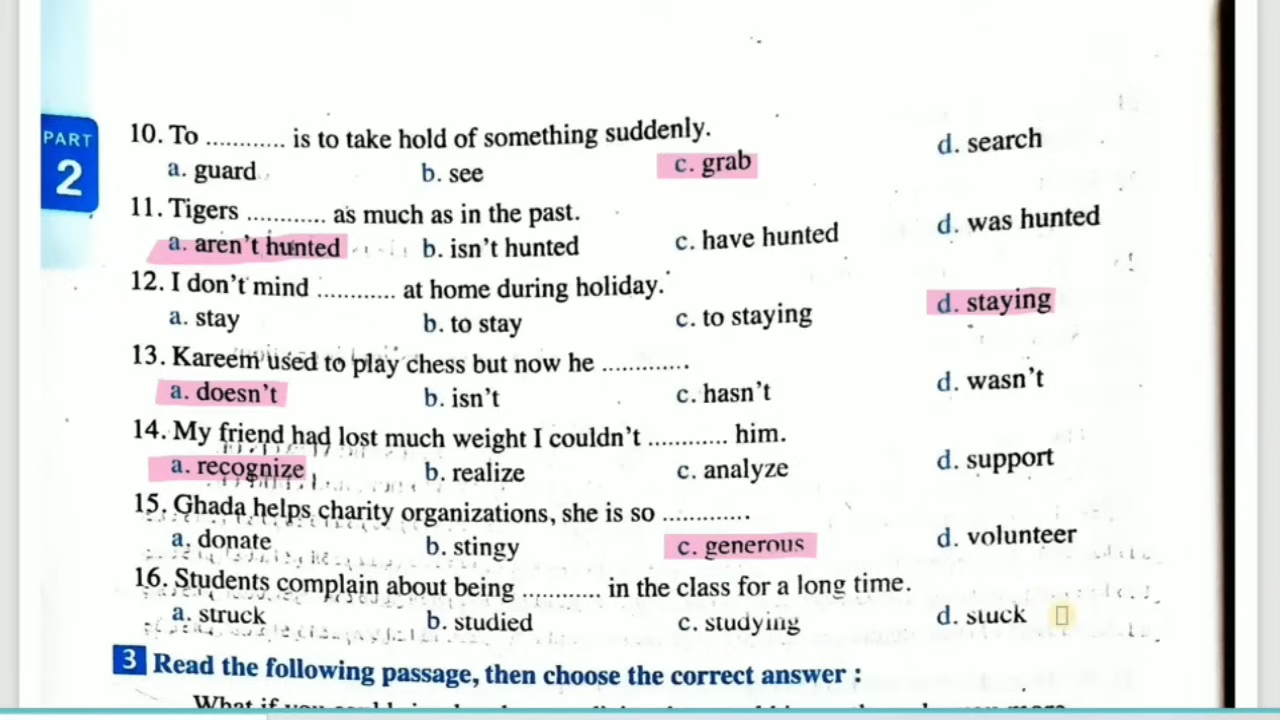 PART
2
10. To ............ is to take hold of something suddenly.
a. guard b. see c. grab d. search
11. Tigers ............ as much as in the past.
a. aren't hunted b. isn't hunted c. have hunted d. was hunted
12. I don't mind ............ at home during holiday.
a. stay b. to stay c. to staying d. staying
13. Kareem used to play chess but now he .............
a. doesn't b. isn't c. hasn't d. wasn't
14. My friend had lost much weight I couldn't ............ him.
a. recognize b. realize c. analyze d. support
15. Ghada helps charity organizations, she is so .............
a. donate b. stingy c. generous d. volunteer
16. Students complain about being ............ in the class for a long time.
a. struck b. studied c. studying d. stuck
3 Read the following passage, then choose the correct answer :
What if you